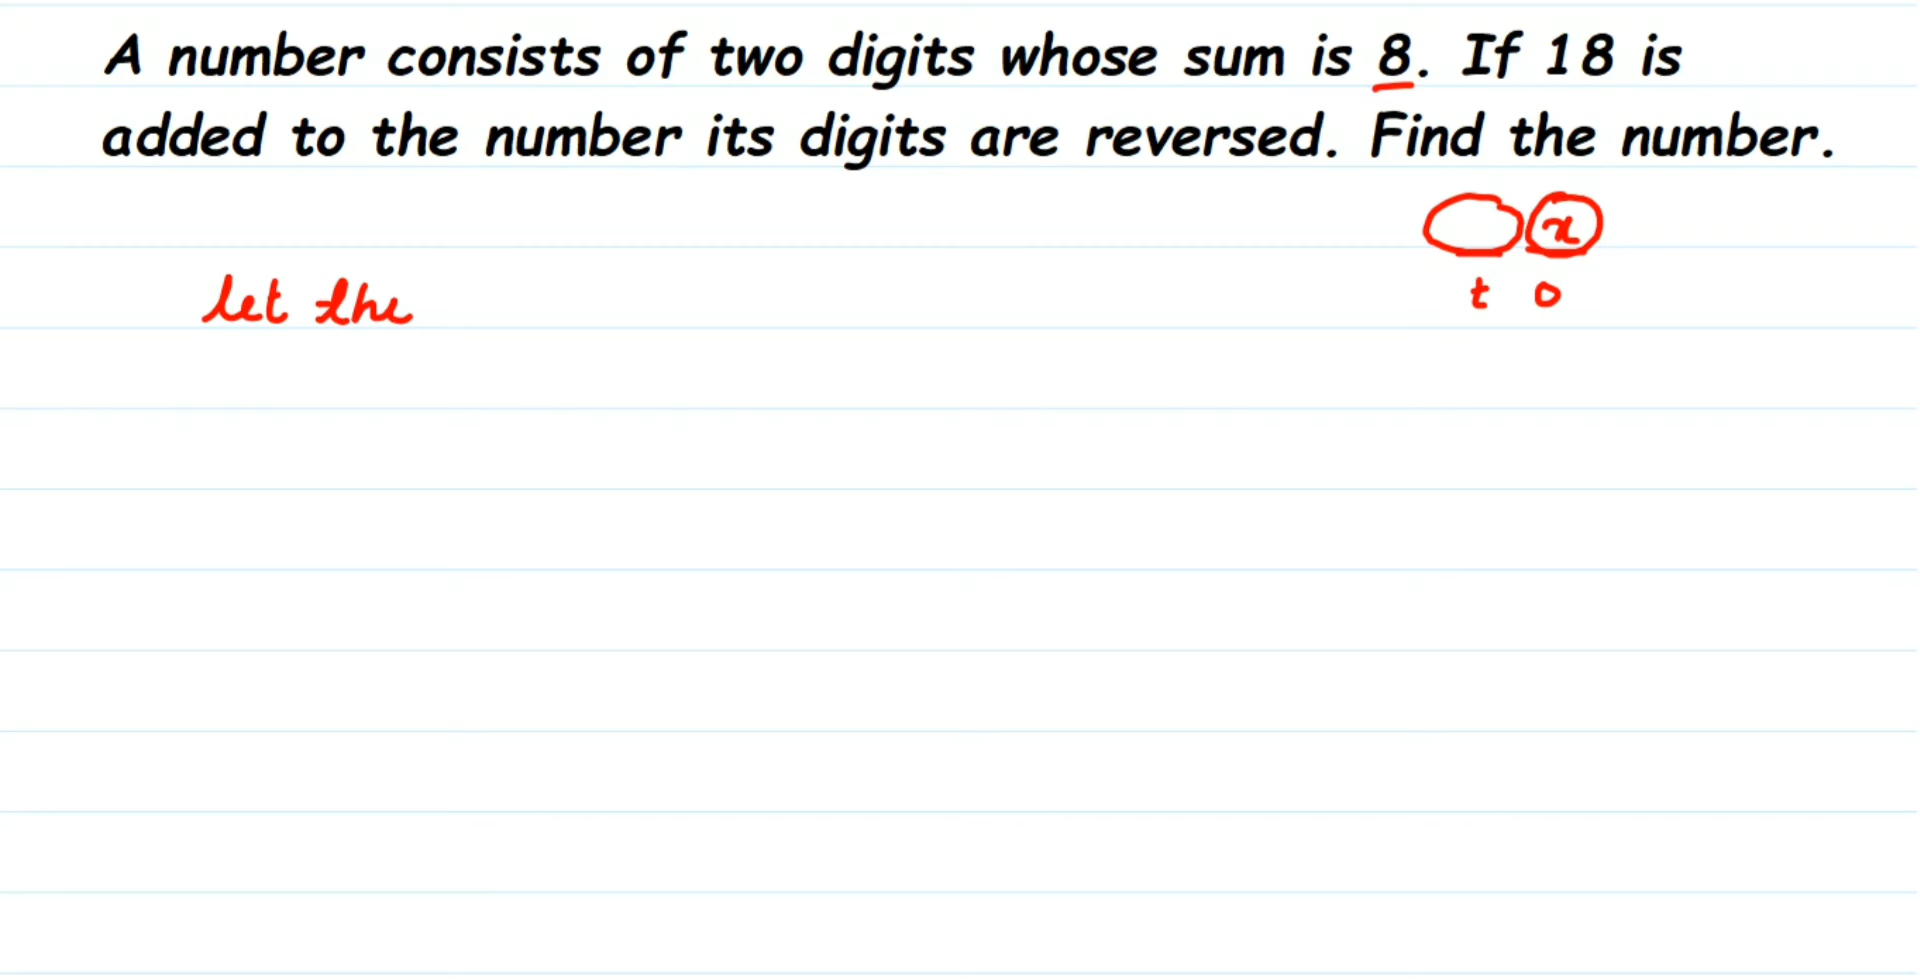 A number consists of two digits whose sum is 8. If 18 is
added to the number its digits are reversed. Find the number.
x
let the
t o